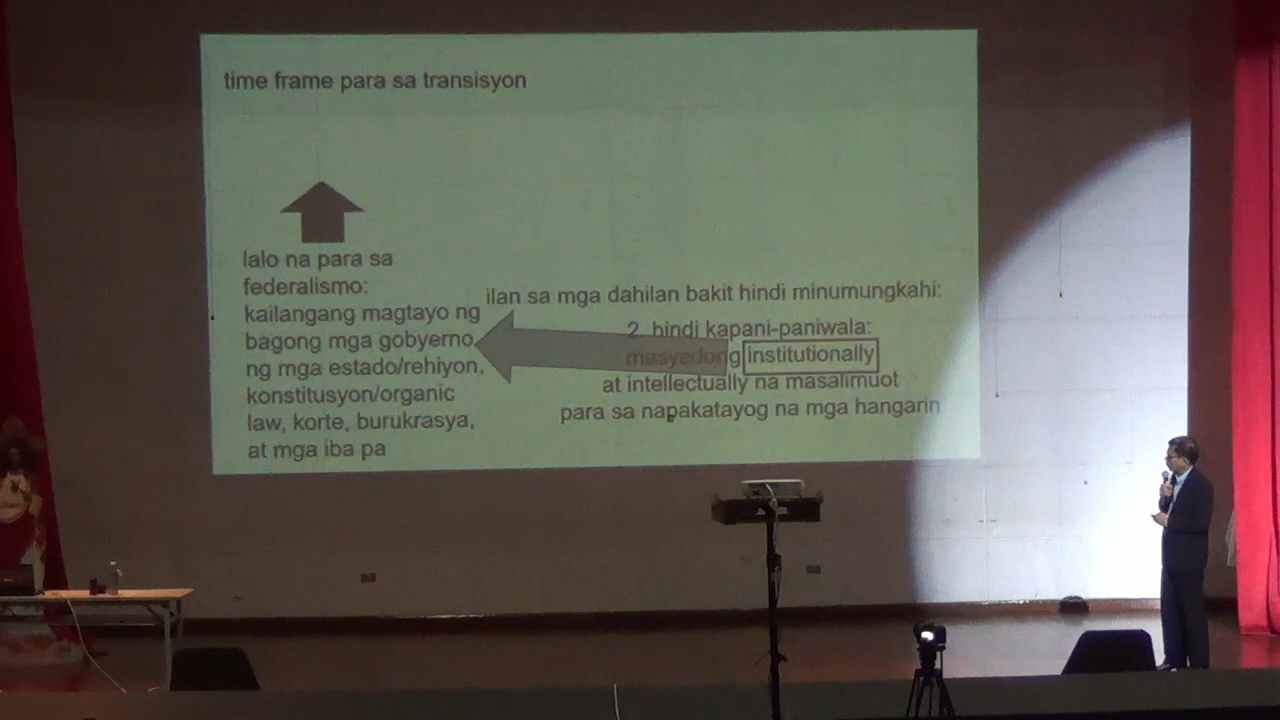 time frame para sa transisyon
lalo na para sa
federalismo:
kailangang magtayo ng
bagong mga gobyerno
ng mga estado/rehiyon,
konstitusyon/organic
law, korte, burukrasya,
at mga iba pa
ilan sa mga dahilan bakit hindi minumungkahi:
2. hindi kapani-paniwala:
masyadong institutionally
at intellectually na masalimuot
para sa napakatayog na mga hangarin